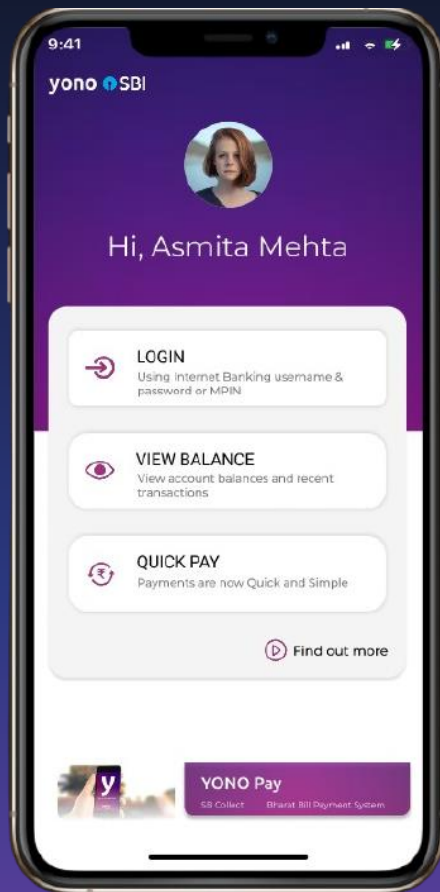 9:41
yono SBI
Hi, Asmita Mehta
LOGIN
Using Internet Banking username &
password or MPIN
VIEW BALANCE
View account balances and recent
transactions
QUICK PAY
Payments are now Quick and Simple
Find out more
y
YONO Pay
SB Collect Bharat Bill Payment System